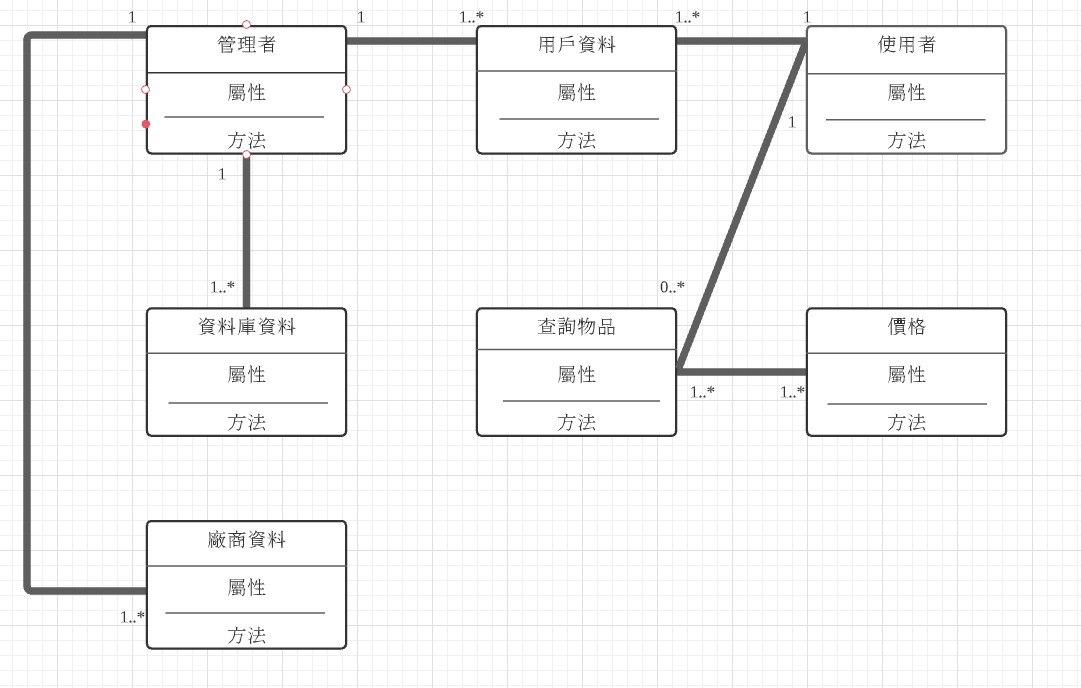 1
1
1..*
1..*
1
管理者
屬性
方法
用戶資料
屬性
方法
使用者
屬性
方法
1
1
1..*
0..*
資料庫資料
屬性
方法
查詢物品
屬性
方法
價格
屬性
方法
1..*
1..*
廠商資料
屬性
方法
1..*